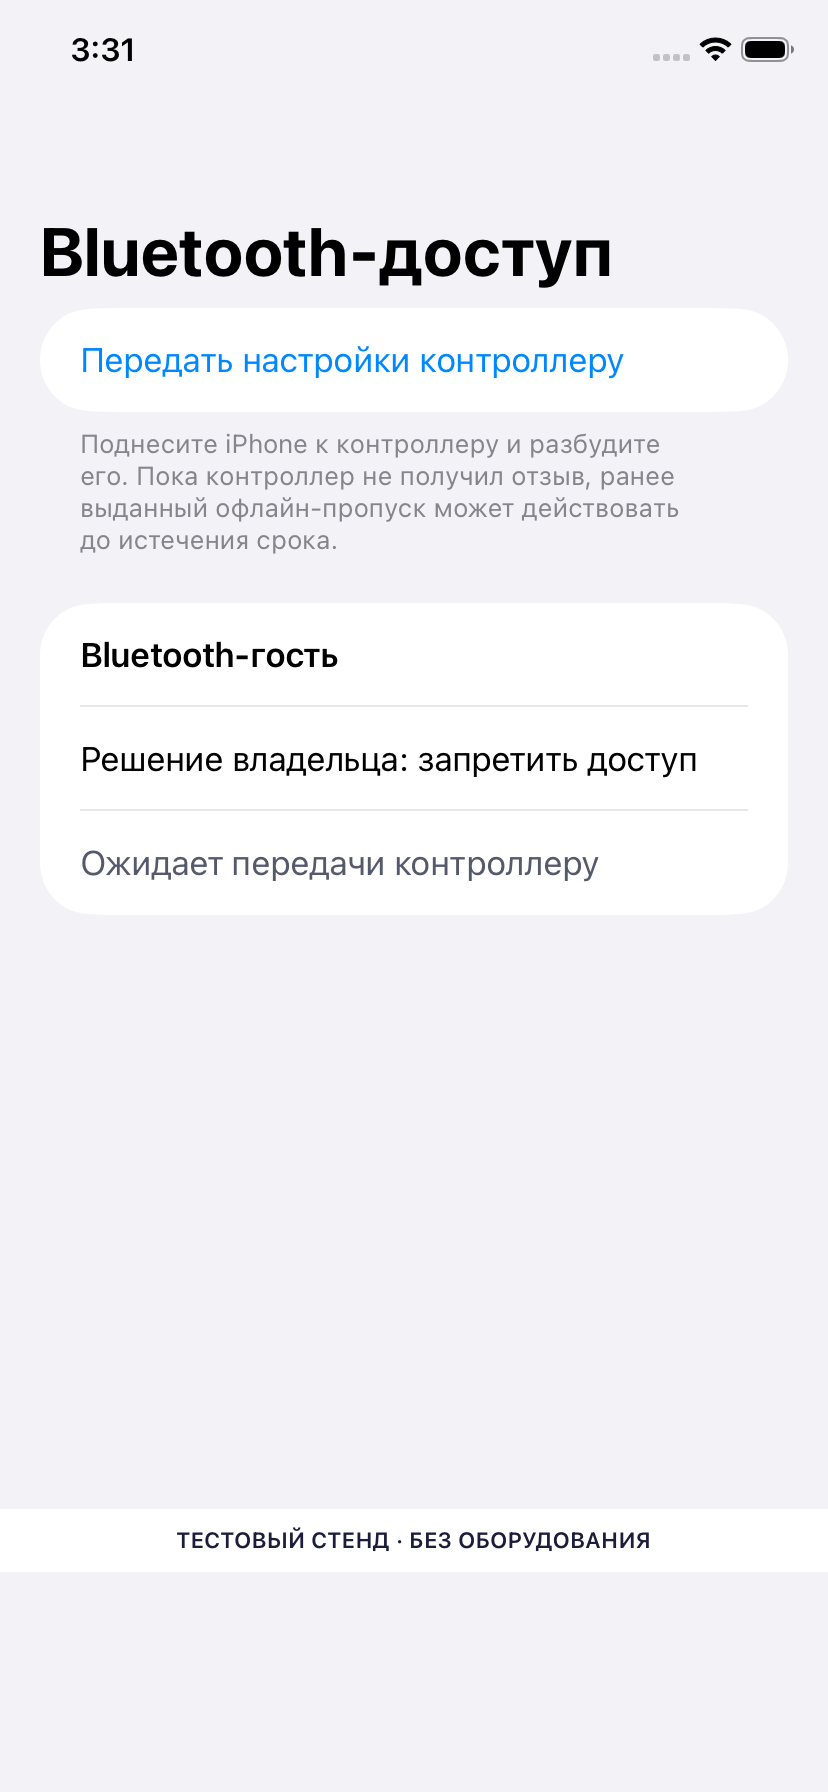 3:31
Bluetooth-доступ
Передать настройки контроллеру
Поднесите iPhone к контроллеру и разбудите
его. Пока контроллер не получил отзыв, ранее
выданный офлайн-пропуск может действовать
до истечения срока.
Bluetooth-гость
Решение владельца: запретить доступ
Ожидает передачи контроллеру
ТЕСТОВЫЙ СТЕНД · БЕЗ ОБОРУДОВАНИЯ